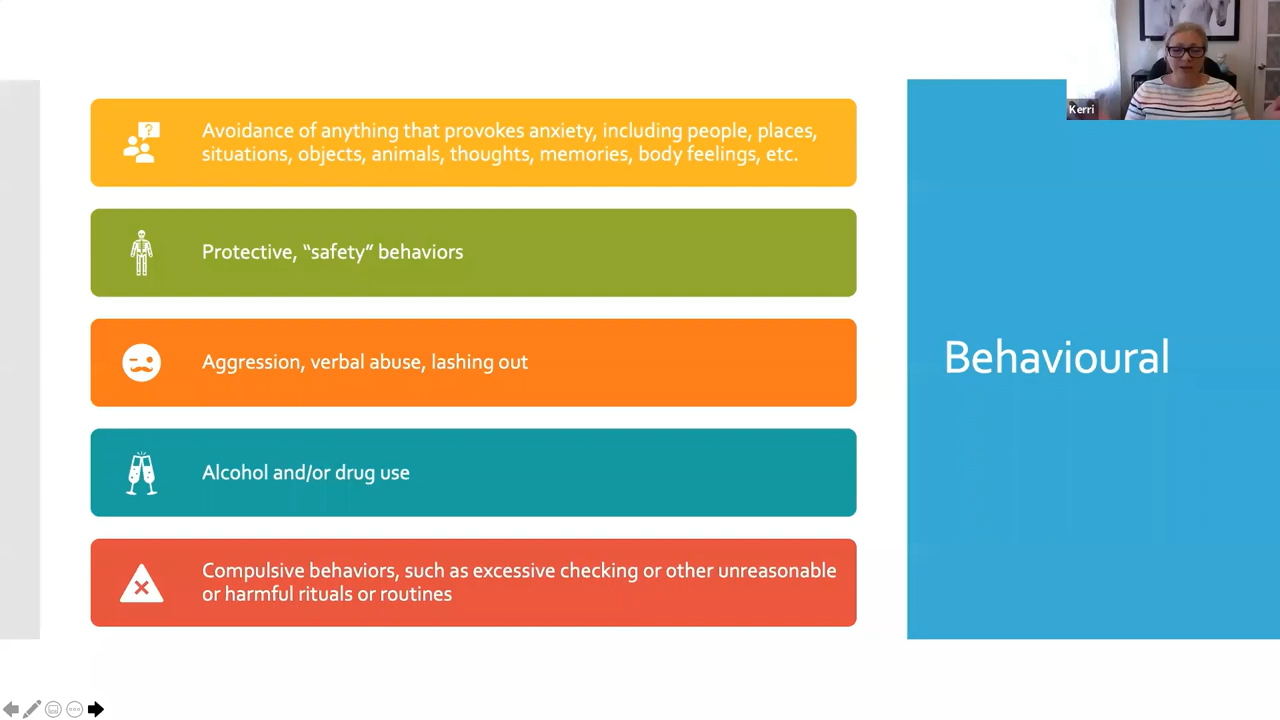 Avoidance of anything that provokes anxiety, including people, places,
situations, objects, animals, thoughts, memories, body feelings, etc.
Protective, “safety” behaviors
Aggression, verbal abuse, lashing out
Alcohol and/or drug use
Compulsive behaviors, such as excessive checking or other unreasonable
or harmful rituals or routines
Behavioural
Kerri
?